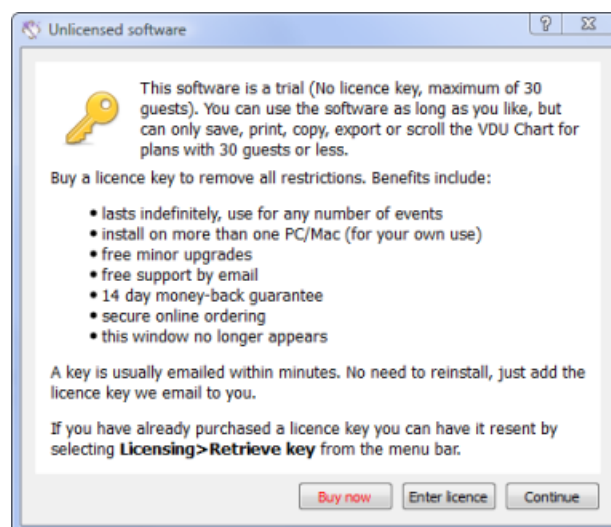 Unlicensed software
This software is a trial (No licence key, maximum of 30
guests). You can use the software as long as you like, but
can only save, print, copy, export or scroll the VDU Chart for
plans with 30 guests or less.
Buy a licence key to remove all restrictions. Benefits include:
• lasts indefinitely, use for any number of events
• install on more than one PC/Mac (for your own use)
• free minor upgrades
• free support by email
• 14 day money-back guarantee
• secure online ordering
• this window no longer appears
A key is usually emailed within minutes. No need to reinstall, just add the
licence key we email to you.
If you have already purchased a licence key you can have it resent by
selecting Licensing>Retrieve key from the menu bar.
Buy now Enter licence Continue